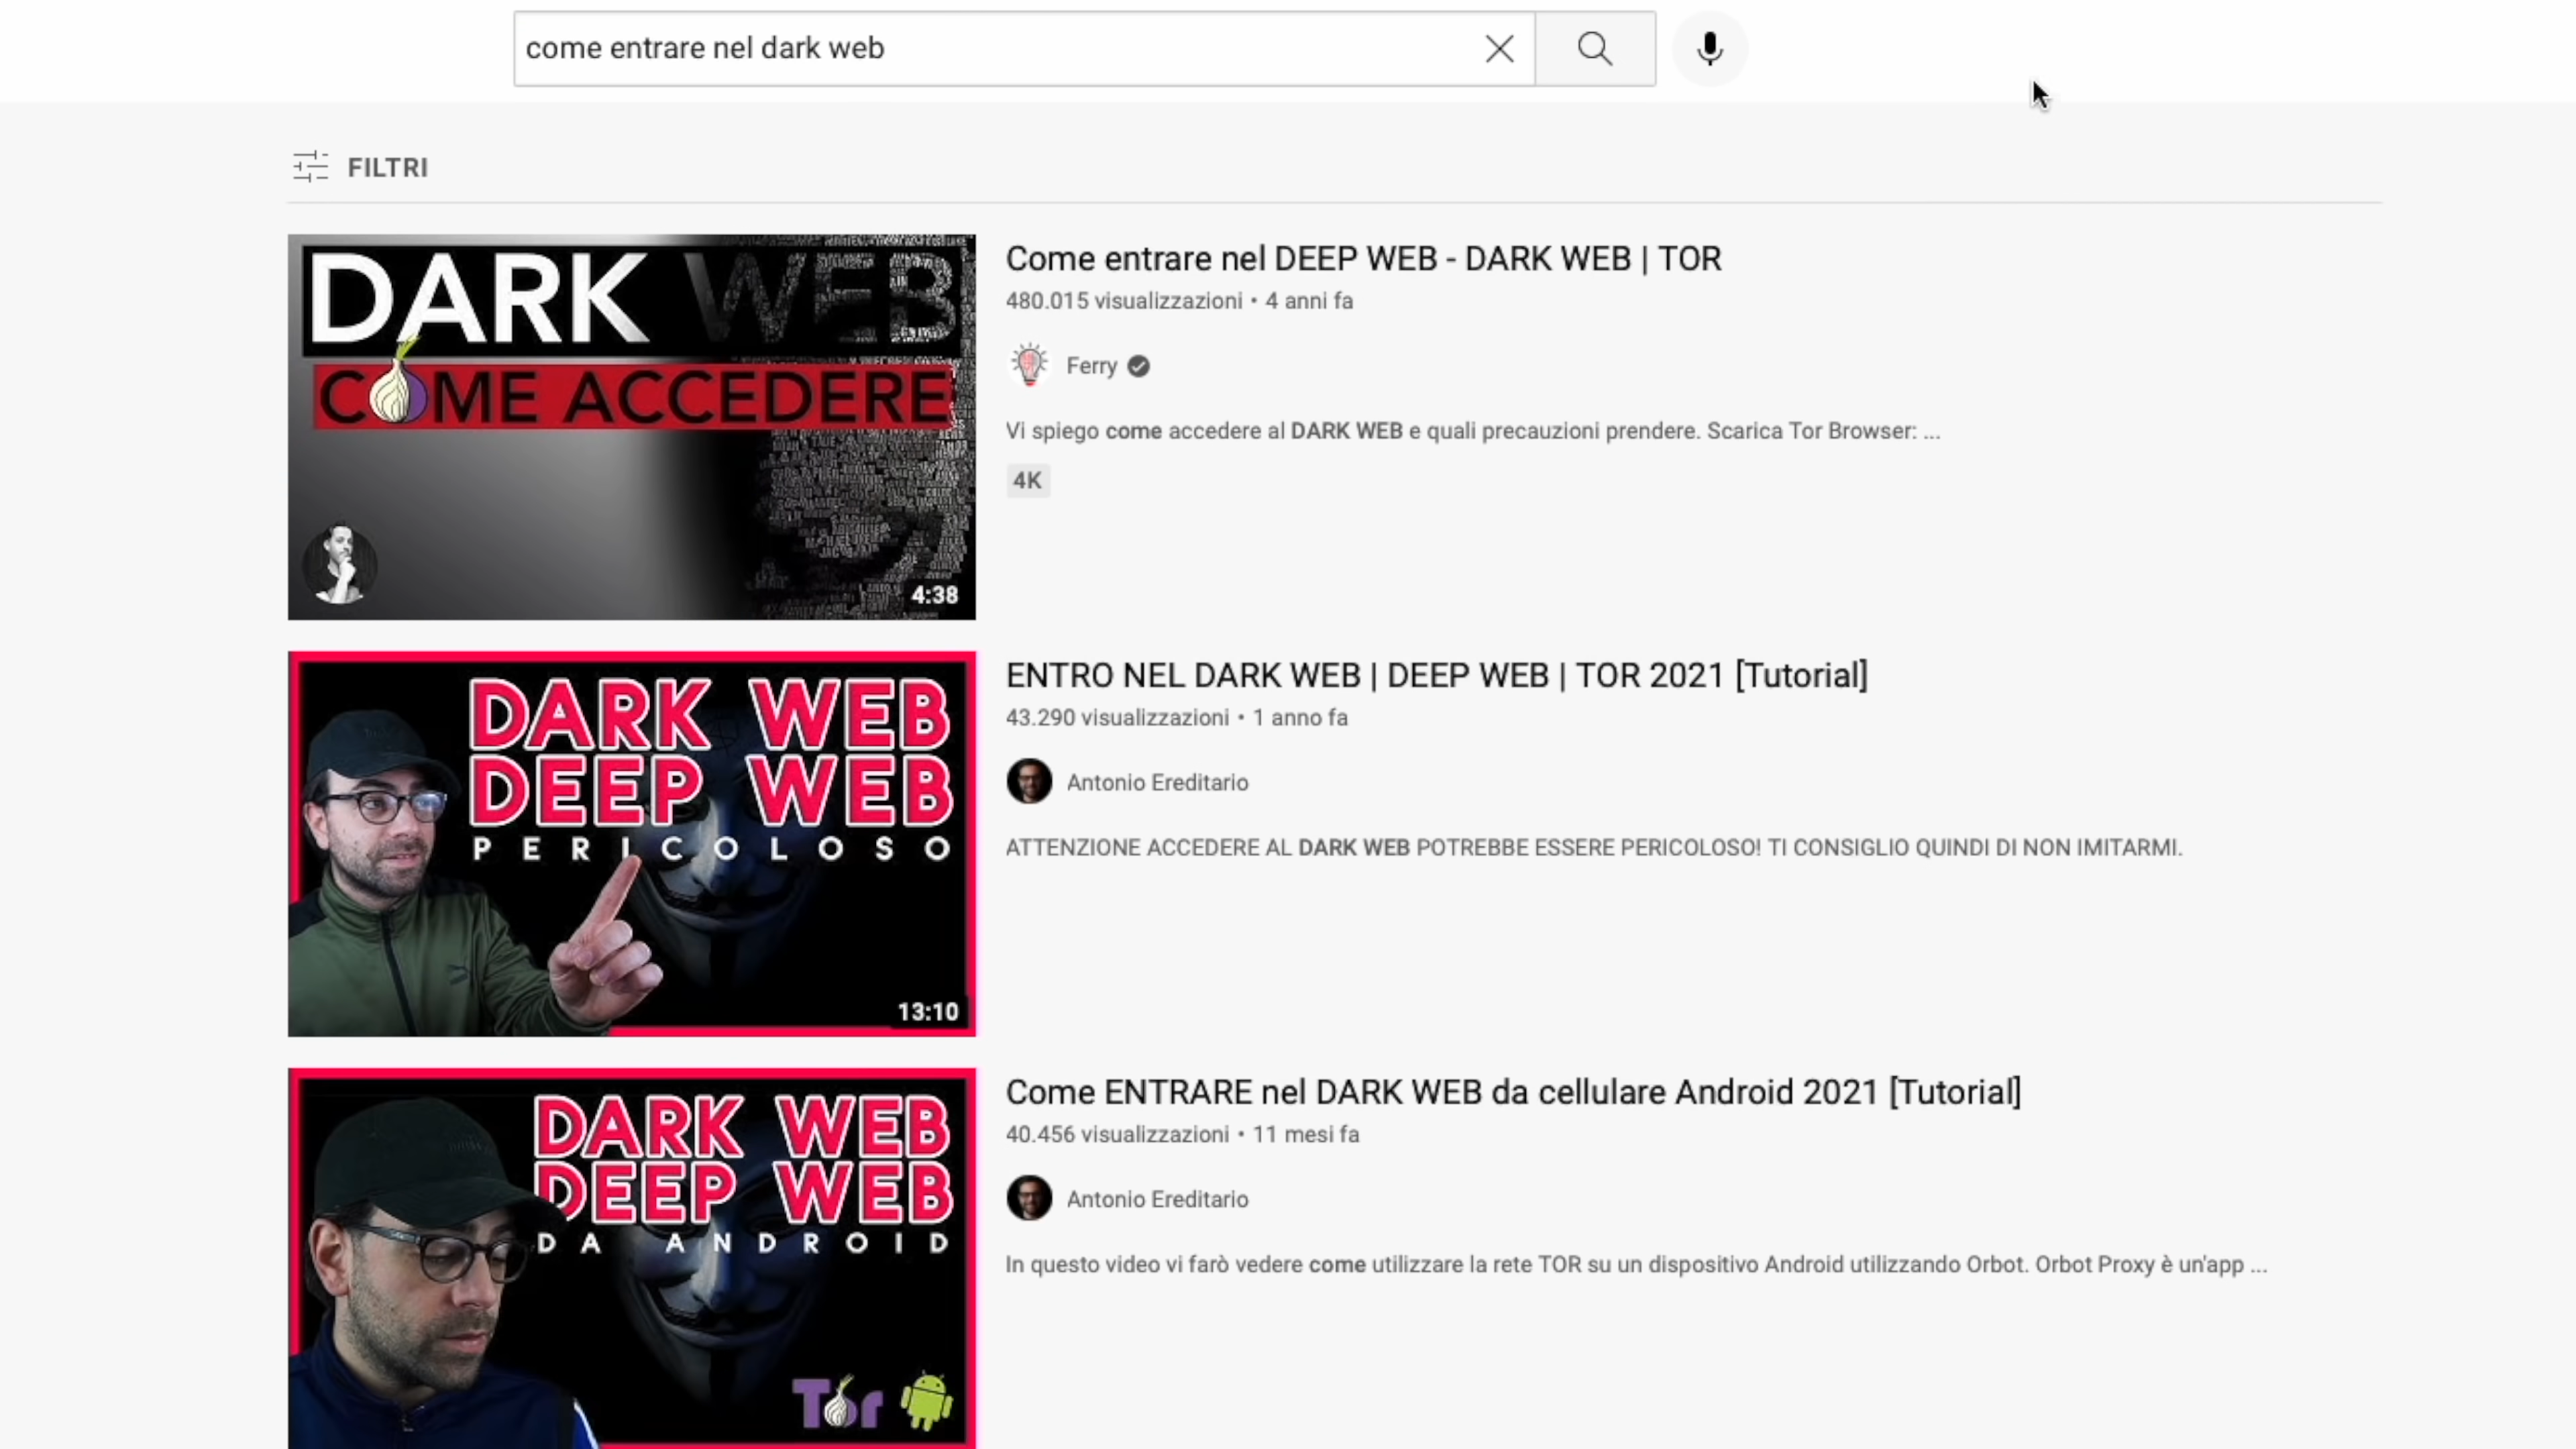 come entrare nel dark web
FILTRI
DARK WEB
COME ACCEDERE
4:38
Come entrare nel DEEP WEB - DARK WEB | TOR
480.015 visualizzazioni • 4 anni fa
Ferry
Vi spiego come accedere al DARK WEB e quali precauzioni prendere. Scarica Tor Browser: ...
4K
DARK WEB
DEEP WEB
PERICOLOSO
13:10
ENTRO NEL DARK WEB | DEEP WEB | TOR 2021 [Tutorial]
43.290 visualizzazioni • 1 anno fa
Antonio Ereditario
ATTENZIONE ACCEDERE AL DARK WEB POTREBBE ESSERE PERICOLOSO! TI CONSIGLIO QUINDI DI NON IMITARMI.
DARK WEB
DEEP WEB
DA ANDROID
Tor
Come ENTRARE nel DARK WEB da cellulare Android 2021 [Tutorial]
40.456 visualizzazioni • 11 mesi fa
Antonio Ereditario
In questo video vi farò vedere come utilizzare la rete TOR su un dispositivo Android utilizzando Orbot. Orbot Proxy è un'app ...